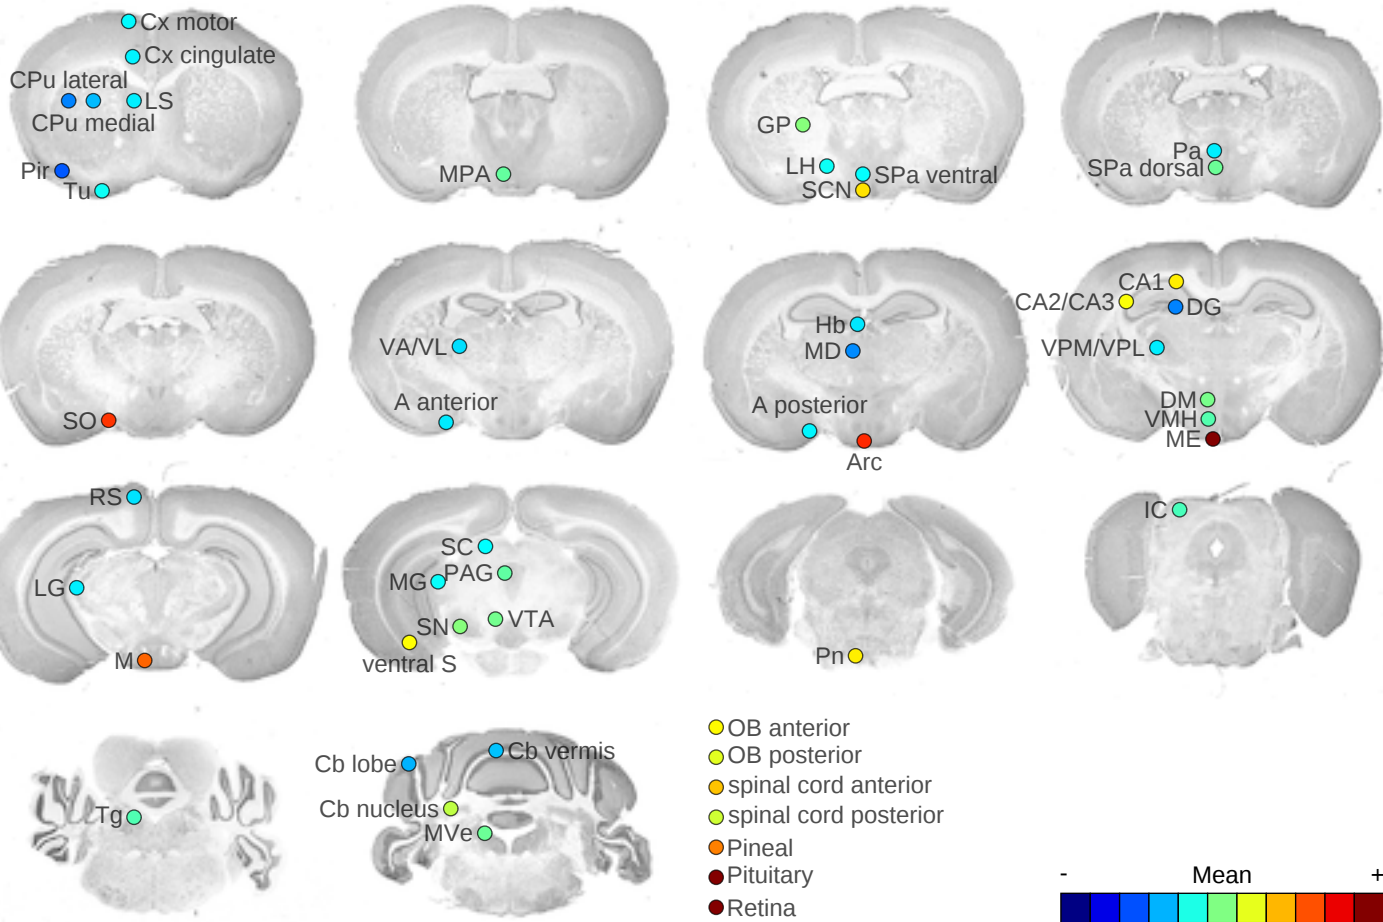 Cx motor
Cx cingulate
CPu lateral
LS
CPu medial
Pir
Tu
MPA
GP
LH
SPa ventral
SCN
Pa
SPa dorsal
SO
VA/VL
A anterior
Hb
MD
A posterior
Arc
CA1
CA2/CA3
DG
VPM/VPL
DM
VMH
ME
RS
LG
M
SC
MG
PAG
SN
VTA
ventral S
Pn
IC
Tg
Cb lobe
Cb vermis
Cb nucleus
MVe
OB anterior
OB posterior
spinal cord anterior
spinal cord posterior
Pineal
Pituitary
Retina
- Mean +